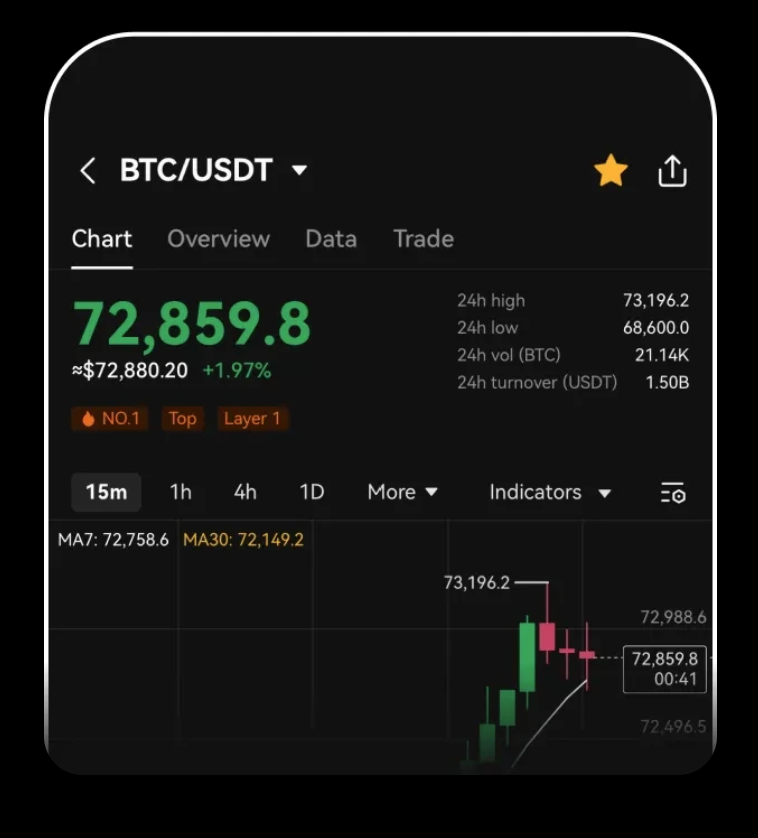 BTC/USDT
Chart Overview Data Trade
72,859.8
≈$72,880.20 +1.97%
24h high 73,196.2
24h low 68,600.0
24h vol (BTC) 21.14K
24h turnover (USDT) 1.50B
NO.1 Top Layer 1
15m 1h 4h 1D More Indicators
MA7: 72,758.6 MA30: 72,149.2
73,196.2
72,988.6
72,859.8
00:41
72,496.5